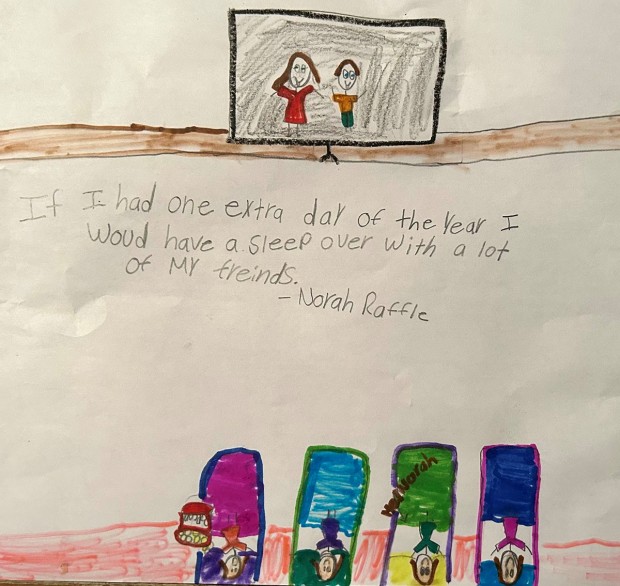 If I had one extra day of the Year I
Woud have a sleep over with a lot
of MY freinds.
- Norah Raffle